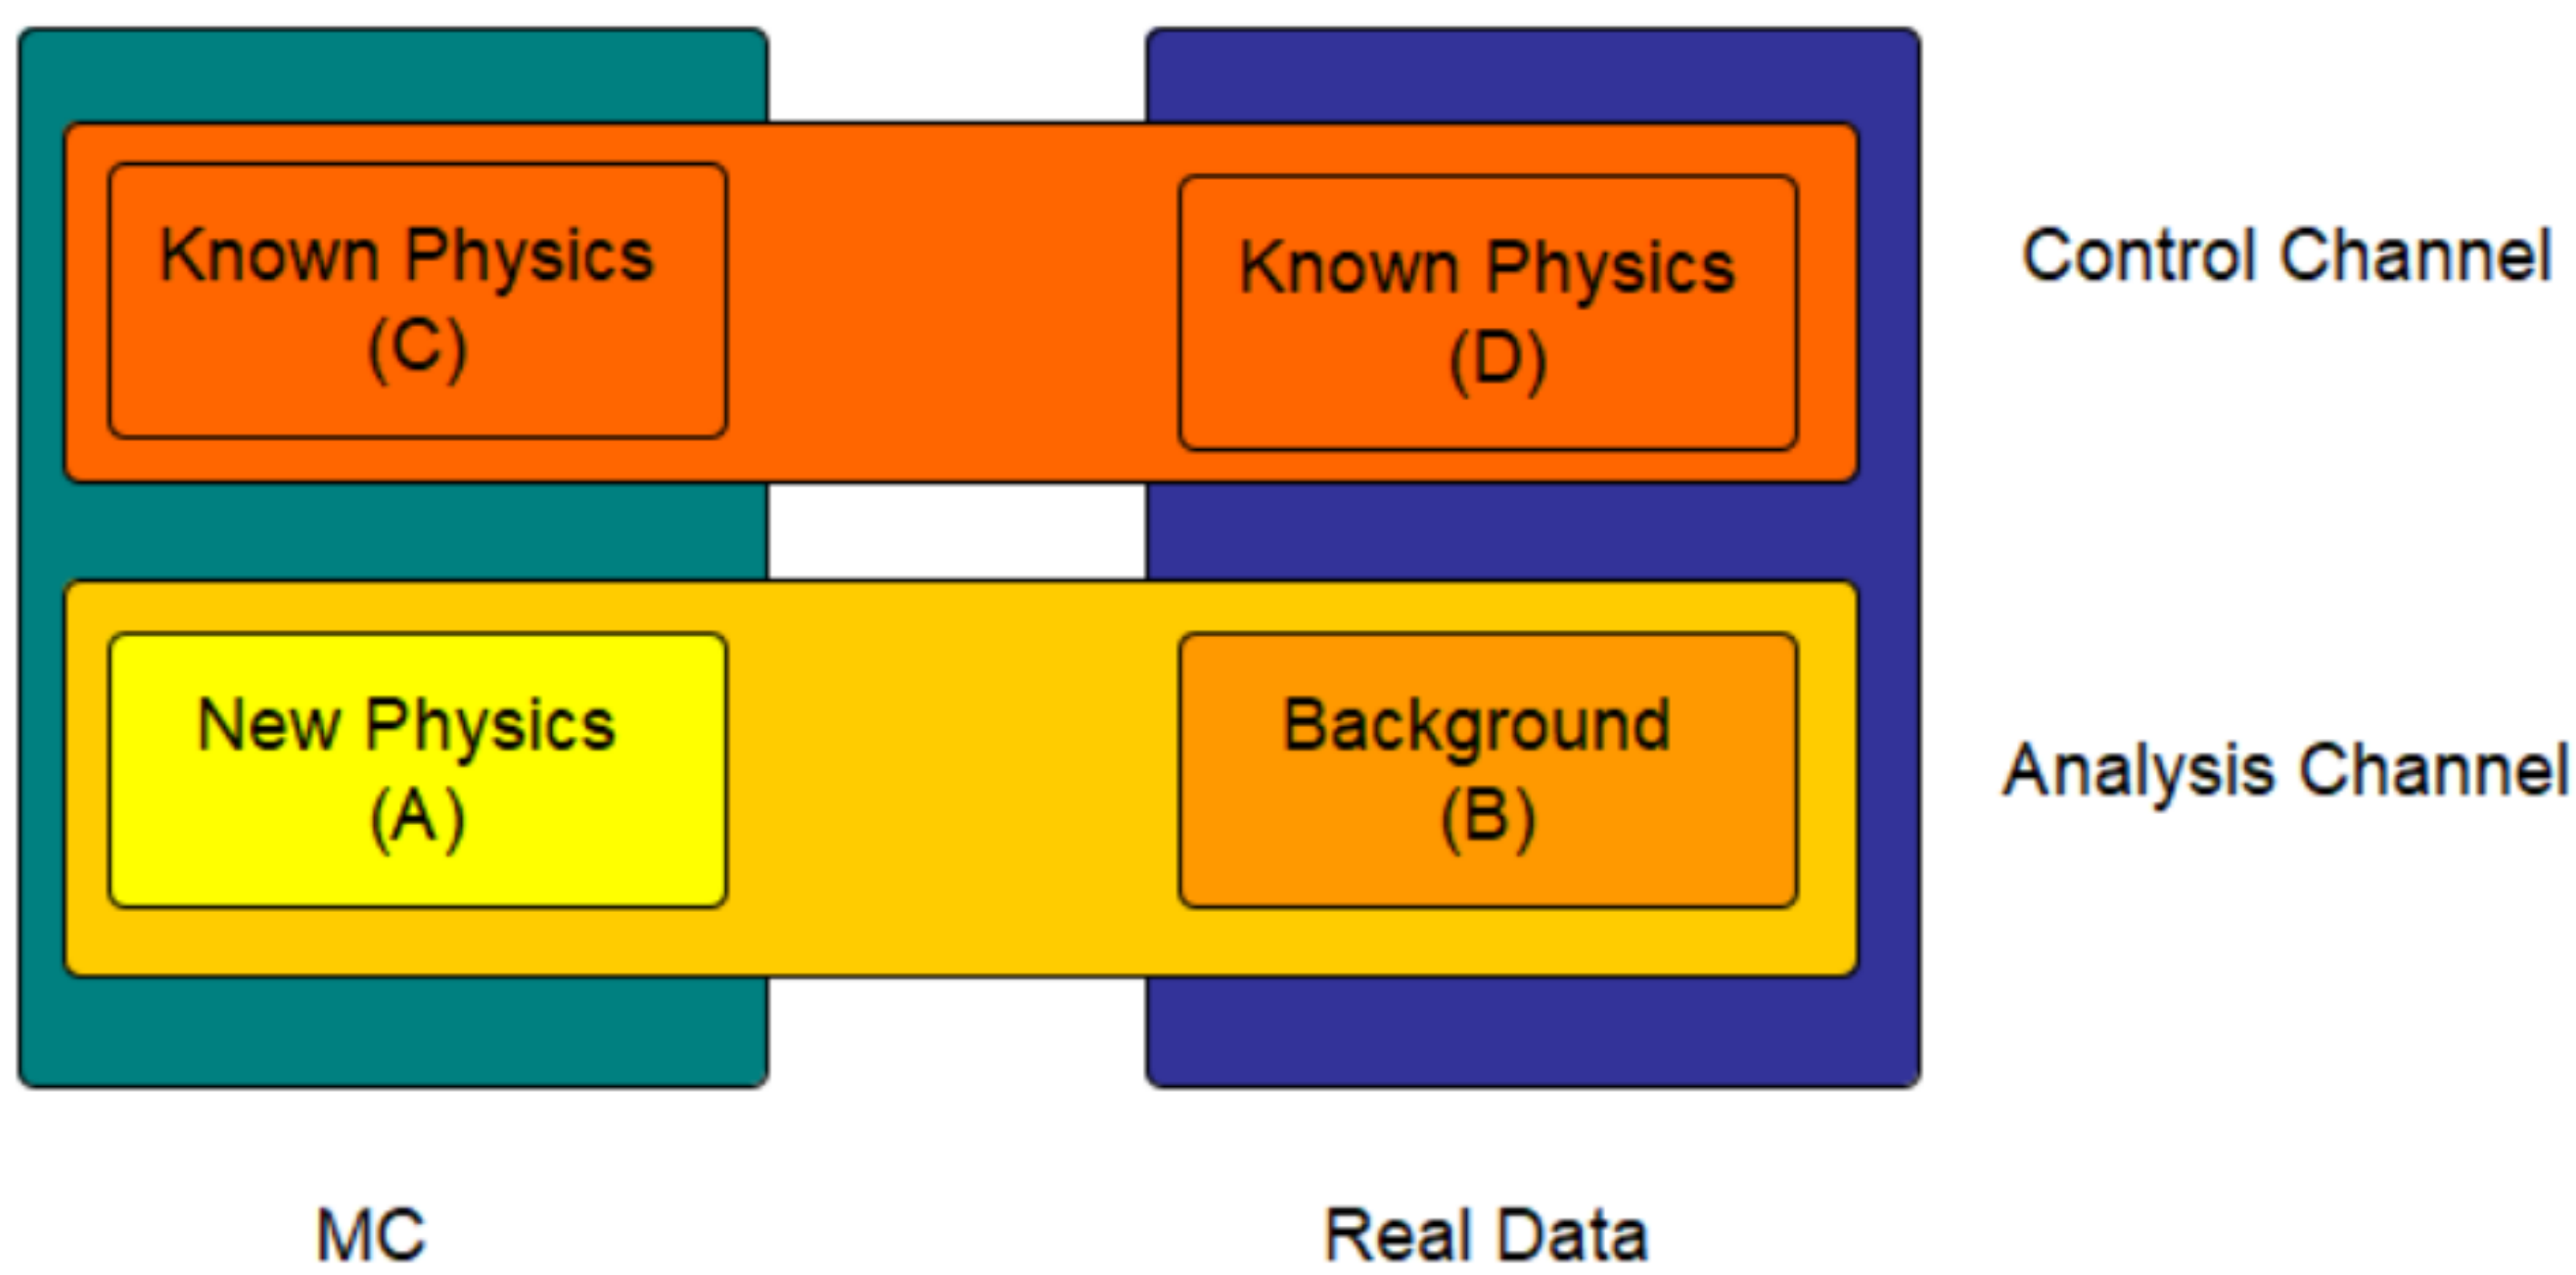 Known Physics
(C)
Known Physics
(D)
Control Channel
New Physics
(A)
Background
(B)
Analysis Channel
MC
Real Data